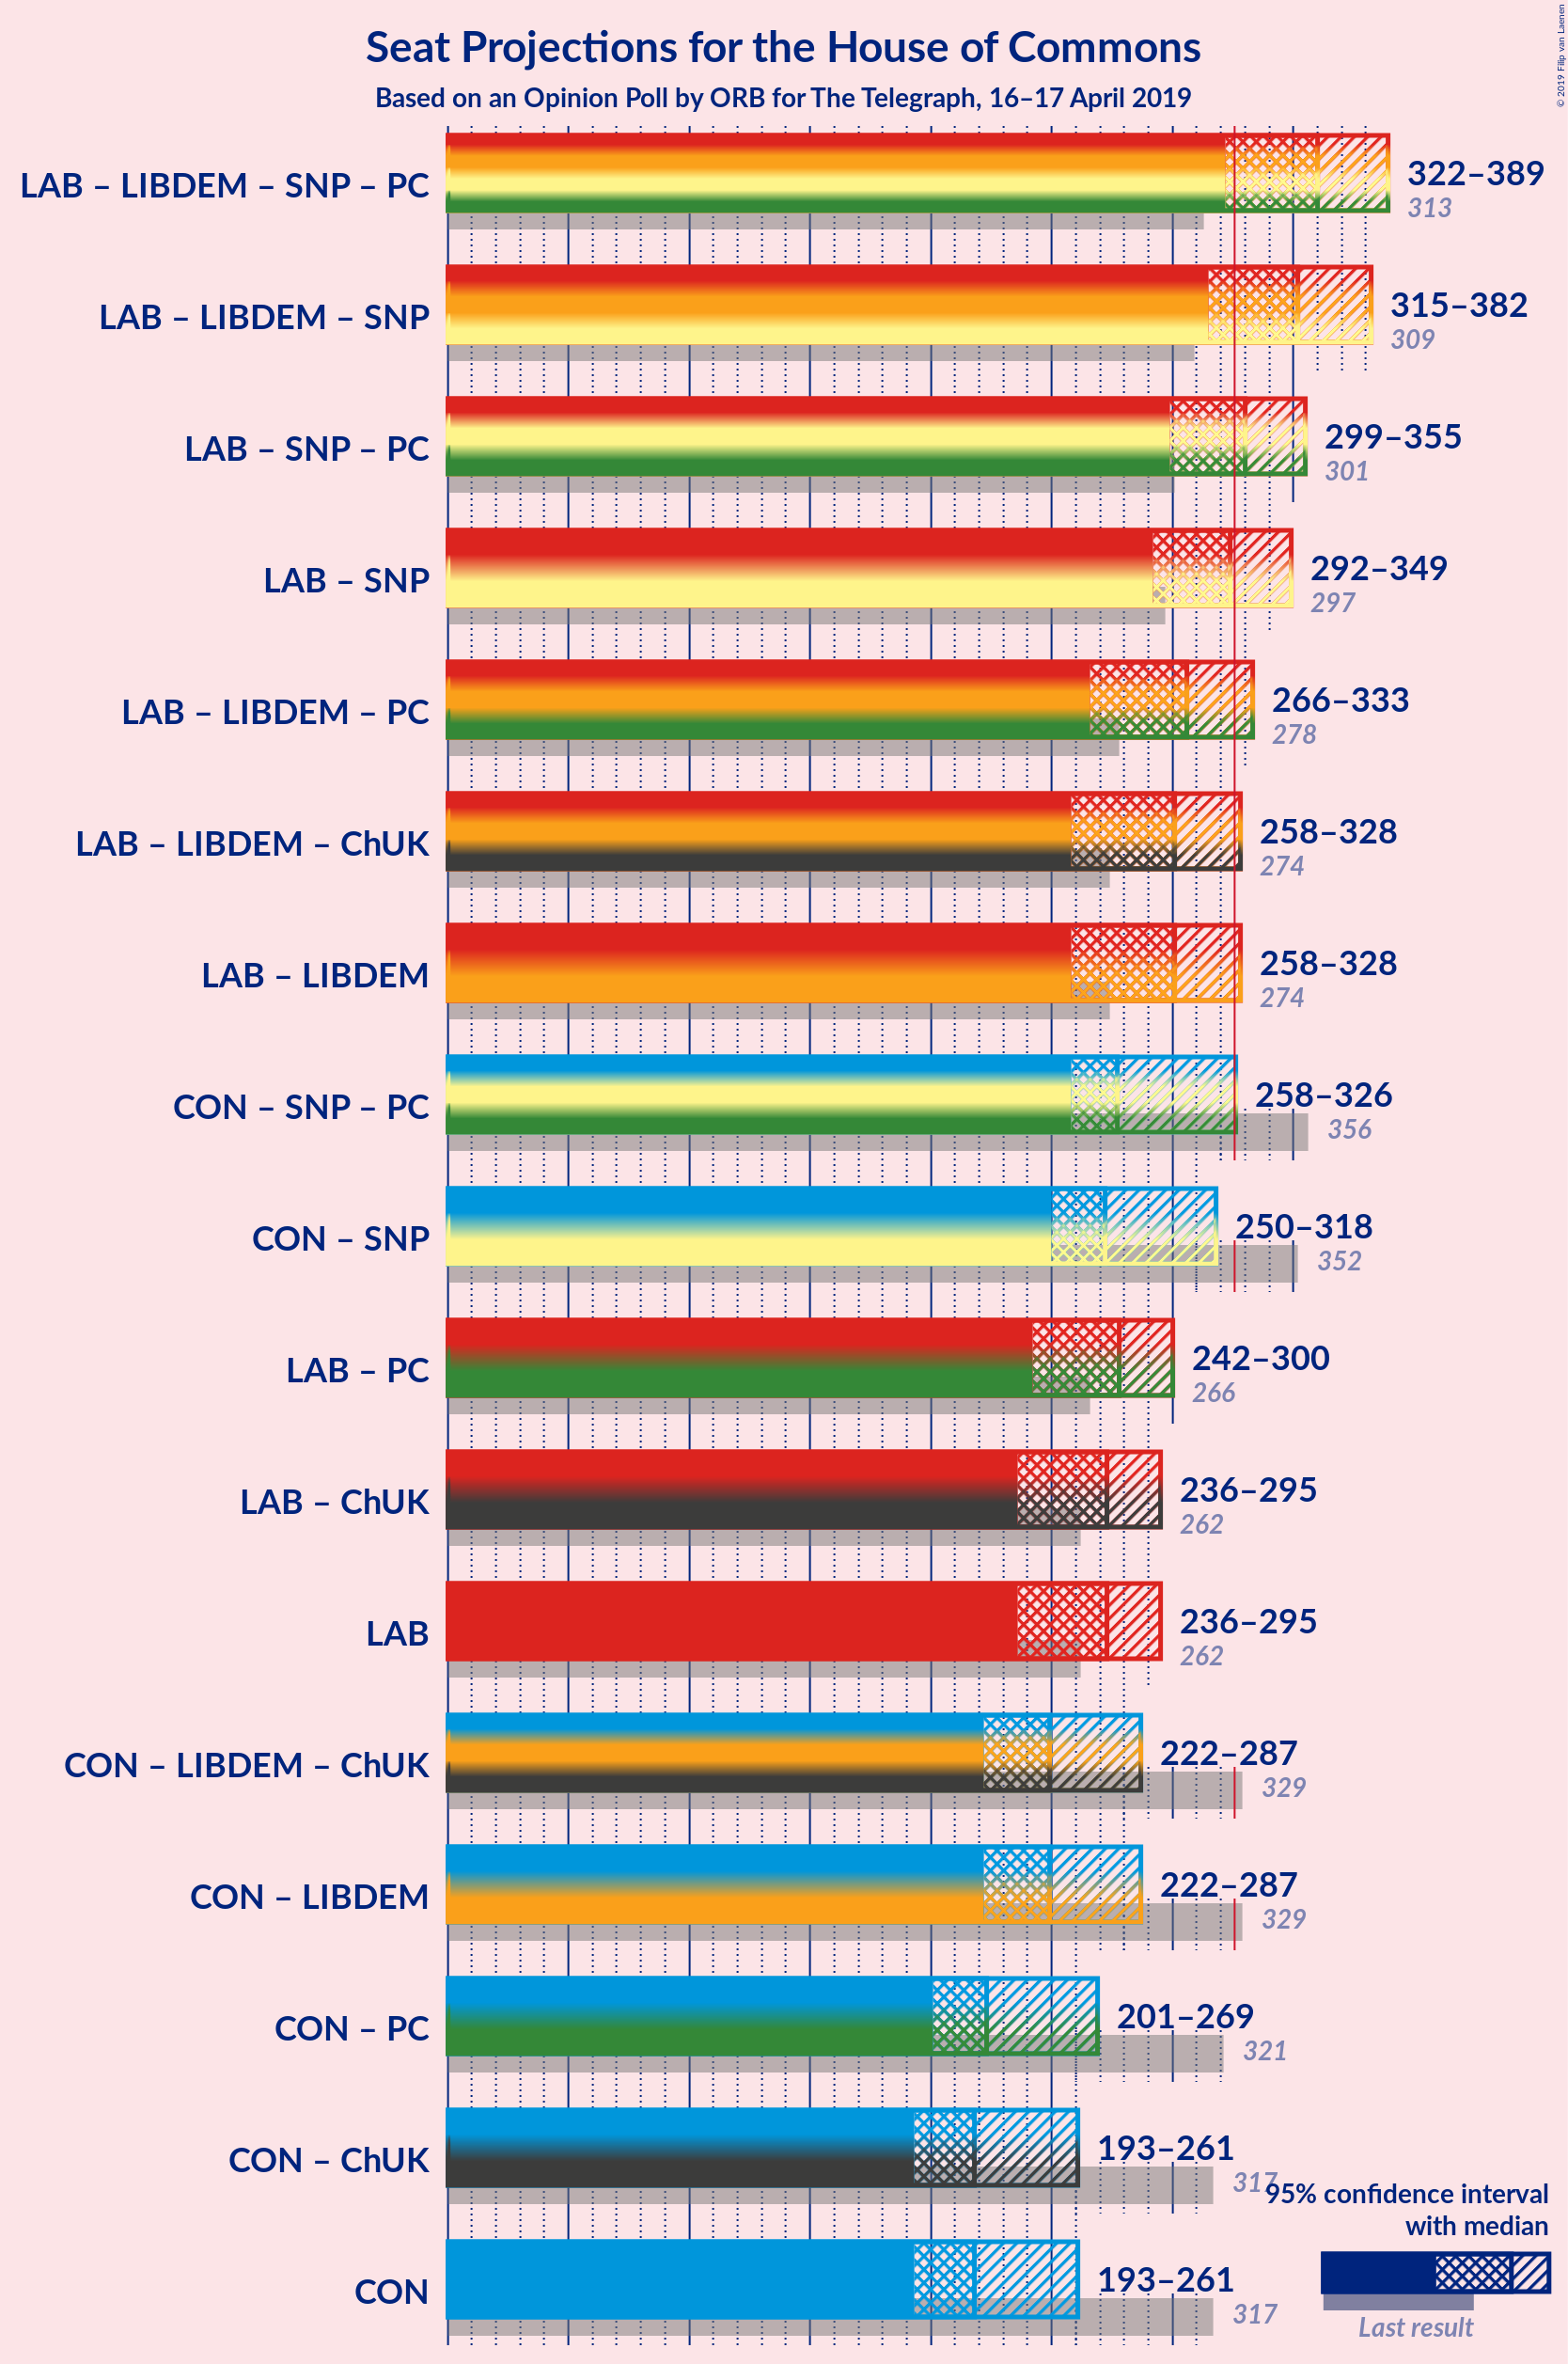 Seat Projections for the House of Commons
Based on an Opinion Poll by ORB for The Telegraph, 16–17 April 2019
© 2019 Filip van Laenen
LAB – LIBDEM – SNP – PC
322–389
313
LAB – LIBDEM – SNP
315–382
309
LAB – SNP – PC
299–355
301
LAB – SNP
292–349
297
LAB – LIBDEM – PC
266–333
278
LAB – LIBDEM – ChUK
258–328
274
LAB – LIBDEM
258–328
274
CON – SNP – PC
258–326
356
CON – SNP
250–318
352
LAB – PC
242–300
266
LAB – ChUK
236–295
262
LAB
236–295
262
CON – LIBDEM – ChUK
222–287
329
CON – LIBDEM
222–287
329
CON – PC
201–269
321
CON – ChUK
193–261
317
CON
193–261
317
95% confidence interval
with median
Last result